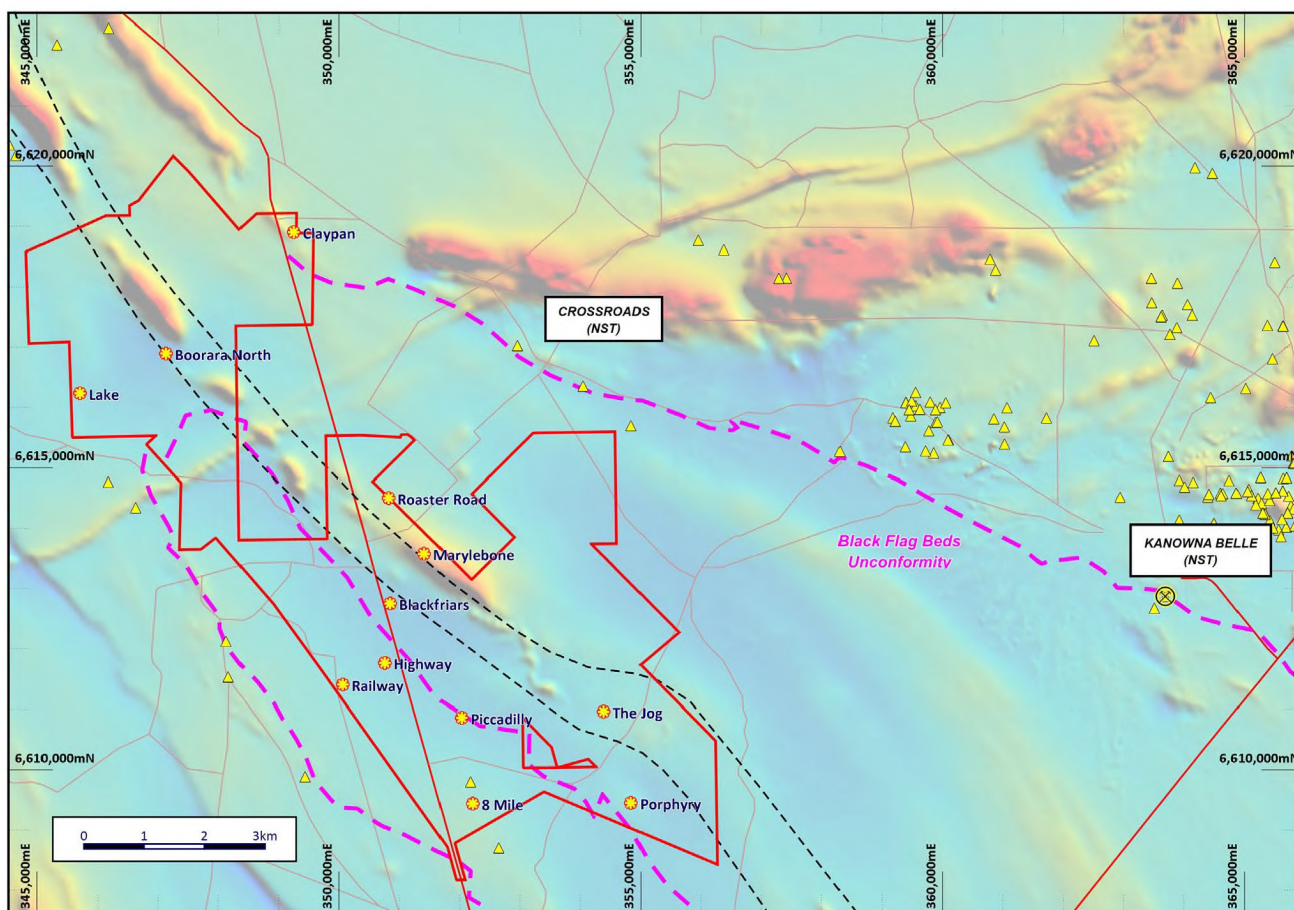 345,000mE
350,000mE
355,000mE
360,000mE
365,000mE
6,620,000mN
6,620,000mN
Claypan
CROSSROADS
(NST)
Boorara North
Lake
6,615,000mN
6,615,000mN
Roaster Road
Marylebone
Black Flag Beds
Unconformity
KANOWNA BELLE
(NST)
Blackfriars
Highway
Railway
Piccadilly
The Jog
6,610,000mN
6,610,000mN
8 Mile
Porphyry
0 1 2 3km
345,000mE
350,000mE
355,000mE
360,000mE
365,000mE